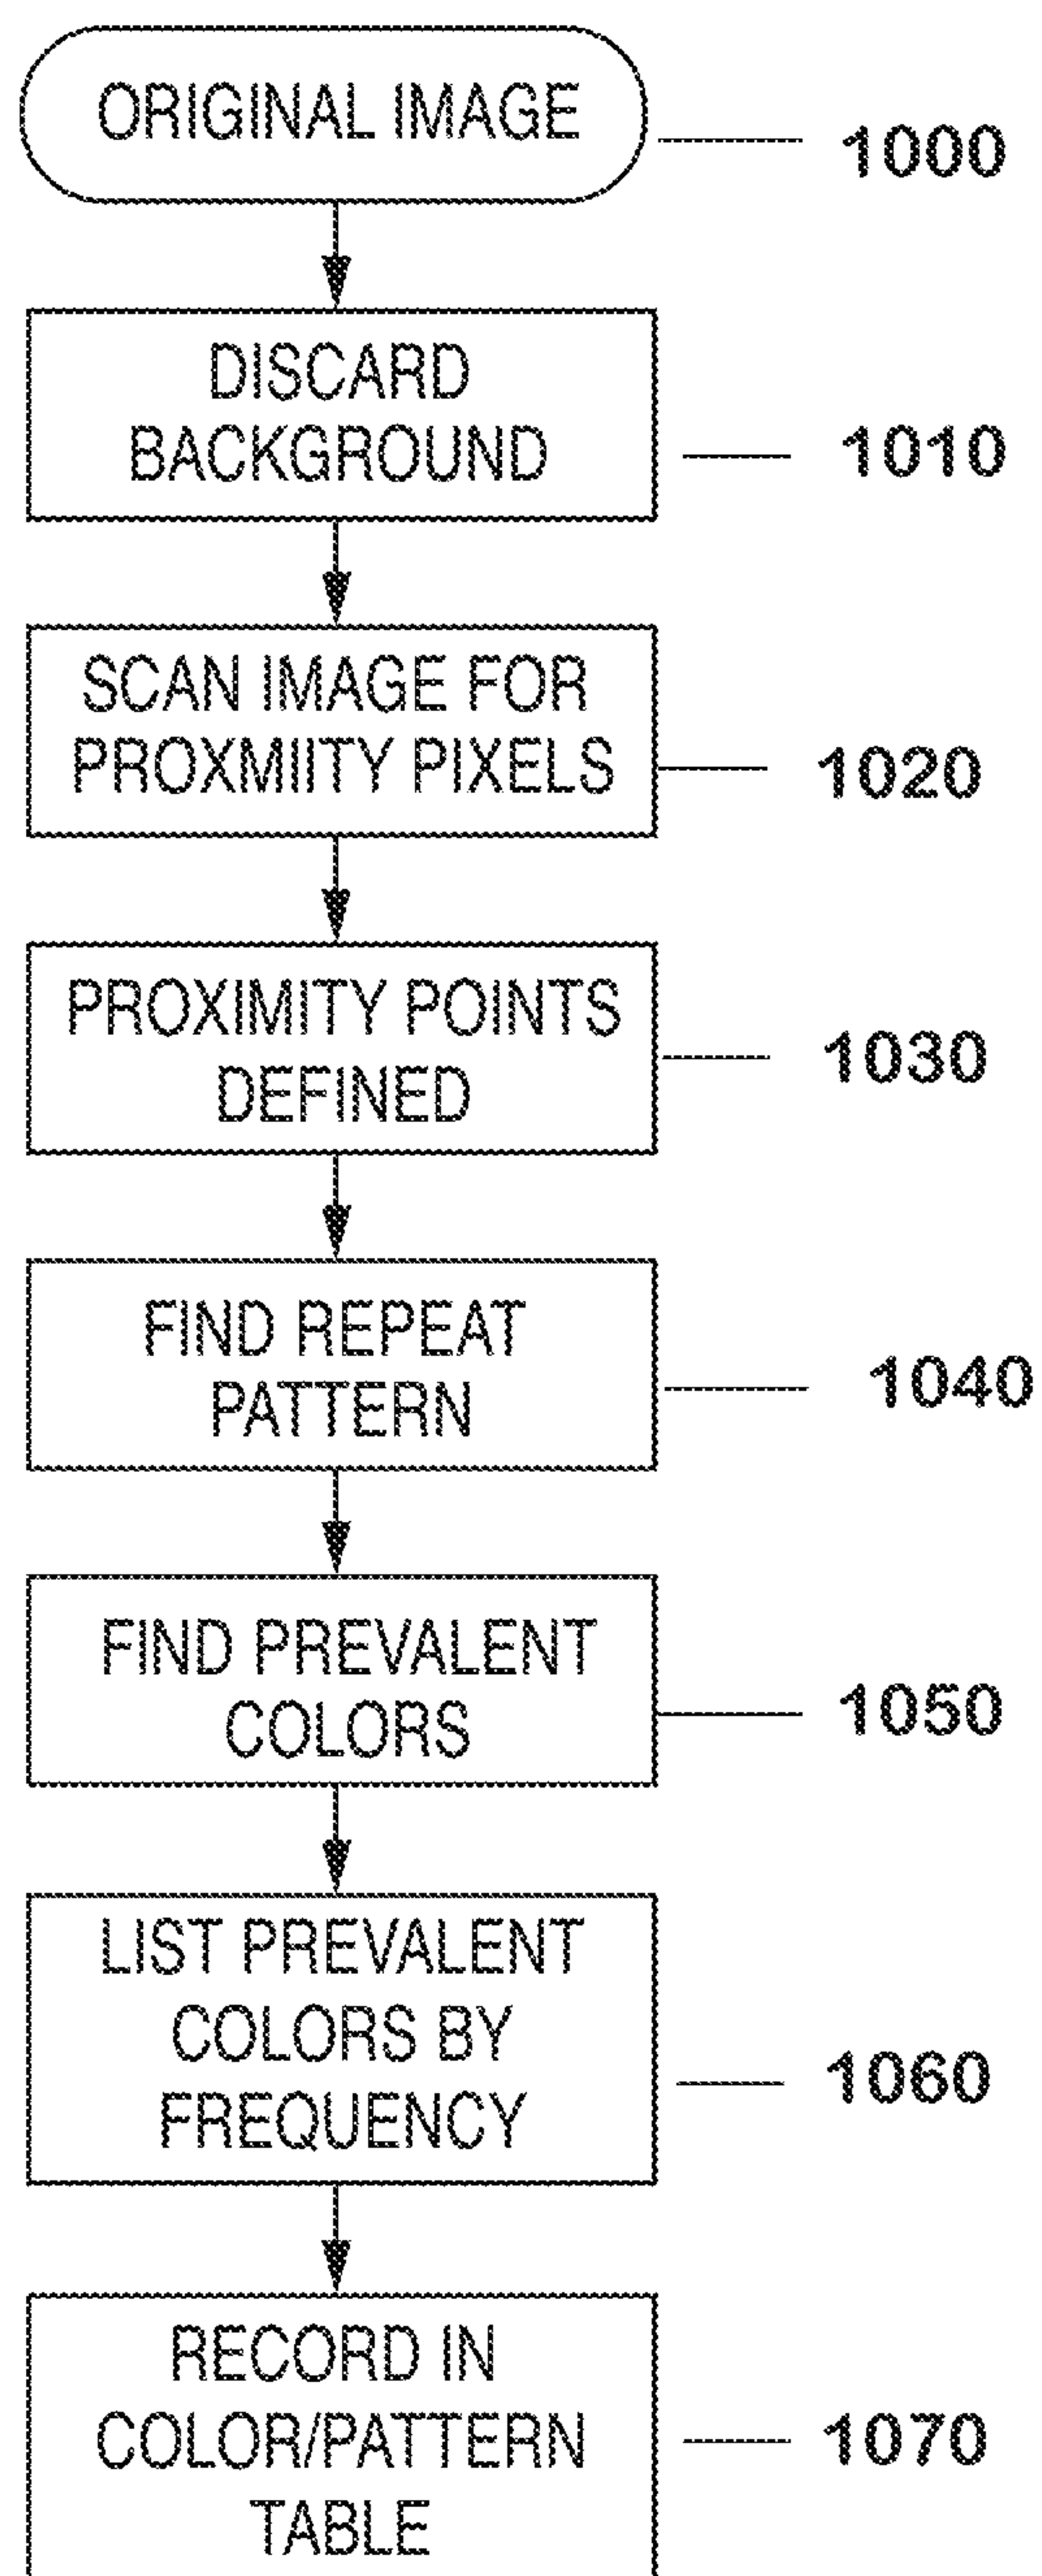 ORIGINAL IMAGE
1000
DISCARD
BACKGROUND
1010
SCAN IMAGE FOR
PROXMIITY PIXELS
1020
PROXIMITY POINTS
DEFINED
1030
FIND REPEAT
PATTERN
1040
FIND PREVALENT
COLORS
1050
LIST PREVALENT
COLORS BY
FREQUENCY
1060
RECORD IN
COLOR/PATTERN
TABLE
1070